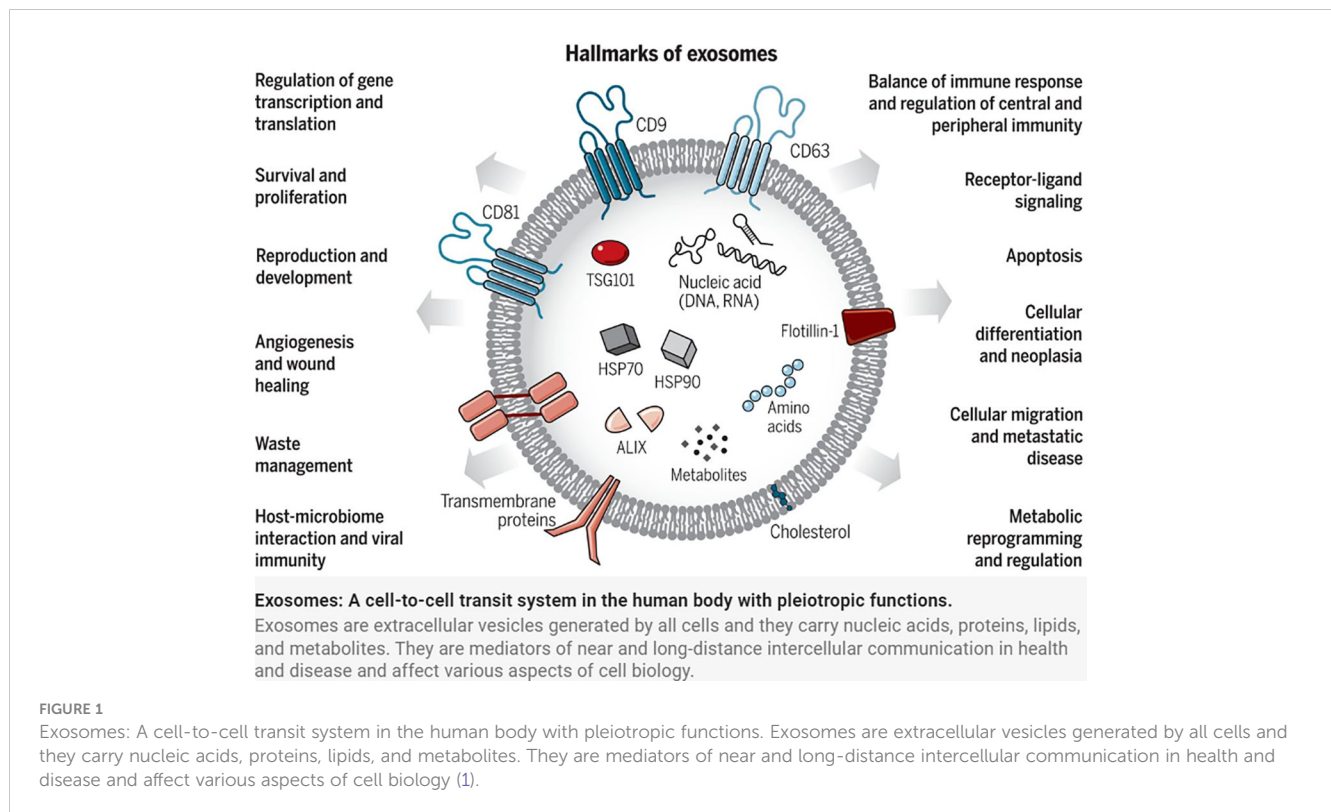 Hallmarks of exosomes
Regulation of gene
transcription and
translation
Survival and
proliferation
Reproduction and
development
Angiogenesis
and wound
healing
Waste
management
Host-microbiome
interaction and viral
immunity
CD9
CD63
CD81
TSG101
Nucleic acid
(DNA, RNA)
Flotillin-1
HSP70
HSP90
Amino
acids
ALIX
Metabolites
Transmembrane
proteins
Cholesterol
Balance of immune response
and regulation of central and
peripheral immunity
Receptor-ligand
signaling
Apoptosis
Cellular
differentiation
and neoplasia
Cellular migration
and metastatic
disease
Metabolic
reprogramming
and regulation
Exosomes: A cell-to-cell transit system in the human body with pleiotropic functions.
Exosomes are extracellular vesicles generated by all cells and they carry nucleic acids, proteins, lipids,
and metabolites. They are mediators of near and long-distance intercellular communication in health
and disease and affect various aspects of cell biology.
FIGURE 1
Exosomes: A cell-to-cell transit system in the human body with pleiotropic functions. Exosomes are extracellular vesicles generated by all cells and
they carry nucleic acids, proteins, lipids, and metabolites. They are mediators of near and long-distance intercellular communication in health and
disease and affect various aspects of cell biology (1).